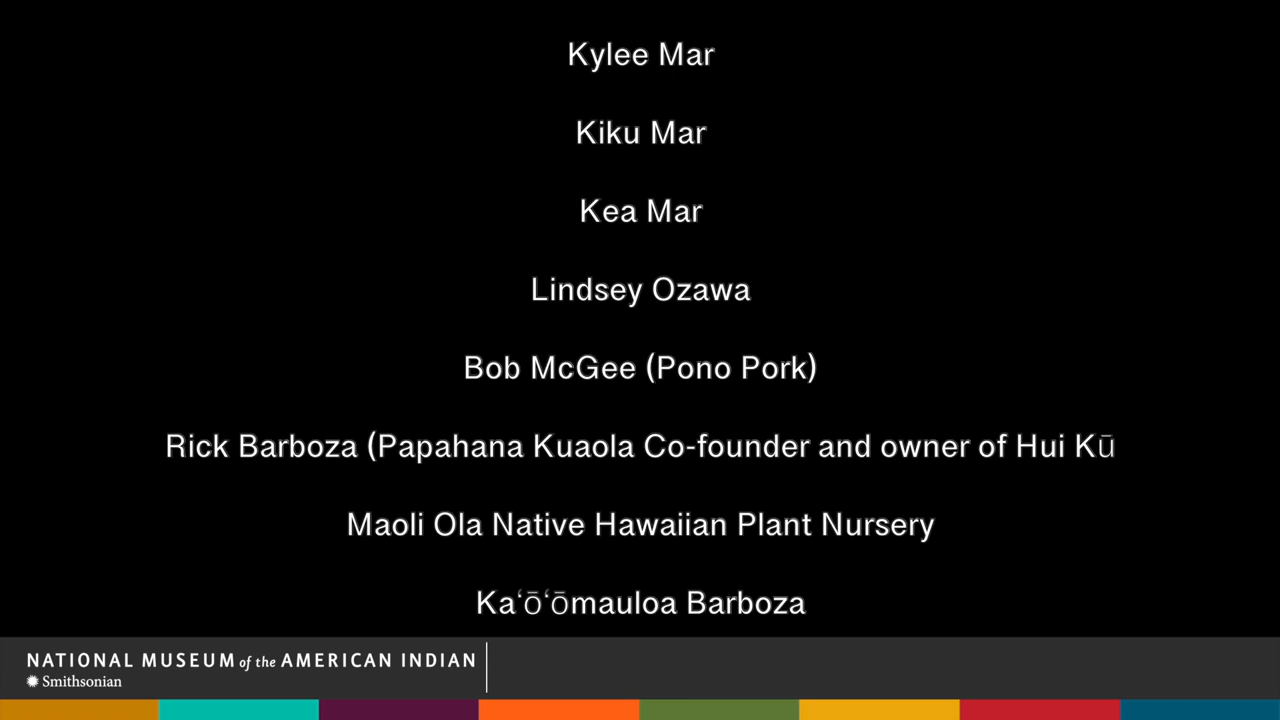 Kylee Mar
Kiku Mar
Kea Mar
Lindsey Ozawa
Bob McGee (Pono Pork)
Rick Barboza (Papahana Kuaola Co-founder and owner of Hui Kū
Maoli Ola Native Hawaiian Plant Nursery
Kaʻōʻōmauloa Barboza
NATIONAL MUSEUM of the AMERICAN INDIAN
Smithsonian